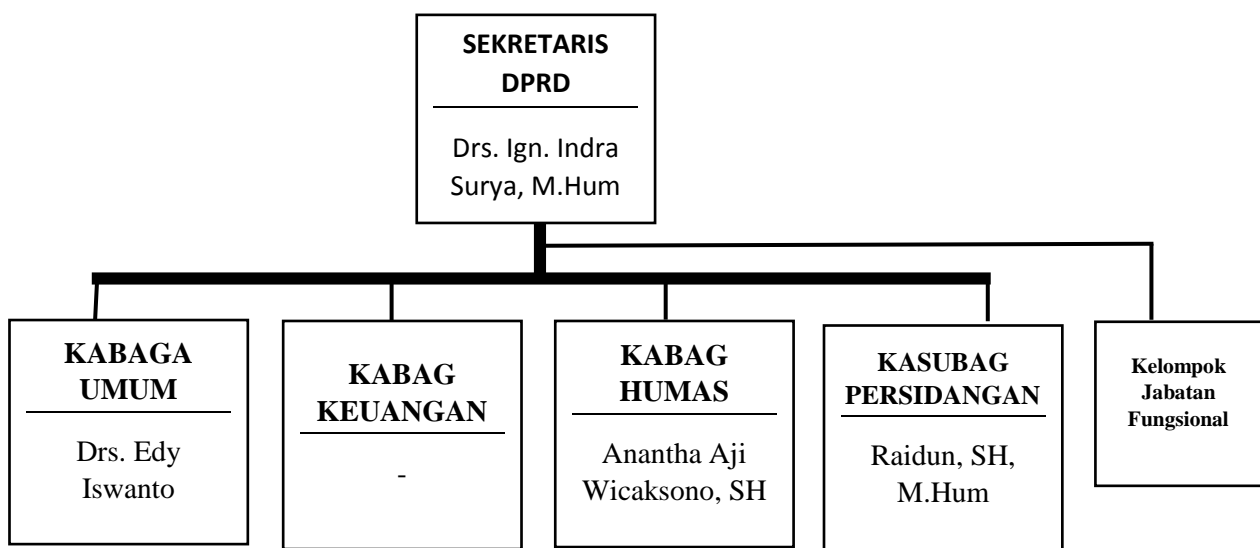 SEKRETARIS
DPRD
Drs. Ign. Indra
Surya, M.Hum
KABAGA
UMUM
Drs. Edy
Iswanto
KABAG
KEUANGAN
-
KABAG
HUMAS
Anantha Aji
Wicaksono, SH
KASUBAG
PERSIDANGAN
Raidun, SH,
M.Hum
Kelompok
Jabatan
Fungsional